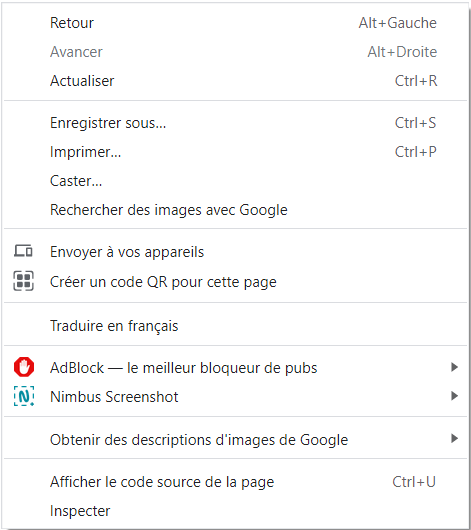 Retour Alt+Gauche
Avancer Alt+Droite
Actualiser Ctrl+R
Enregistrer sous... Ctrl+S
Imprimer... Ctrl+P
Caster...
Rechercher des images avec Google
Envoyer à vos appareils
Créer un code QR pour cette page
Traduire en français
AdBlock — le meilleur bloqueur de pubs
Nimbus Screenshot
Obtenir des descriptions d'images de Google
Afficher le code source de la page Ctrl+U
Inspecter